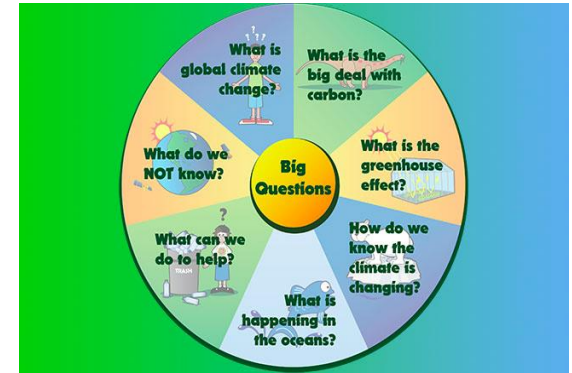 What is
global climate
change?
What is the
big deal with
carbon?
What is the
greenhouse
effect?
How do we
know the
climate is
changing?
What is
happening in
the oceans?
What can we
do to help?
What do we
NOT know?
Big
Questions
? ? ?
?
TRASH